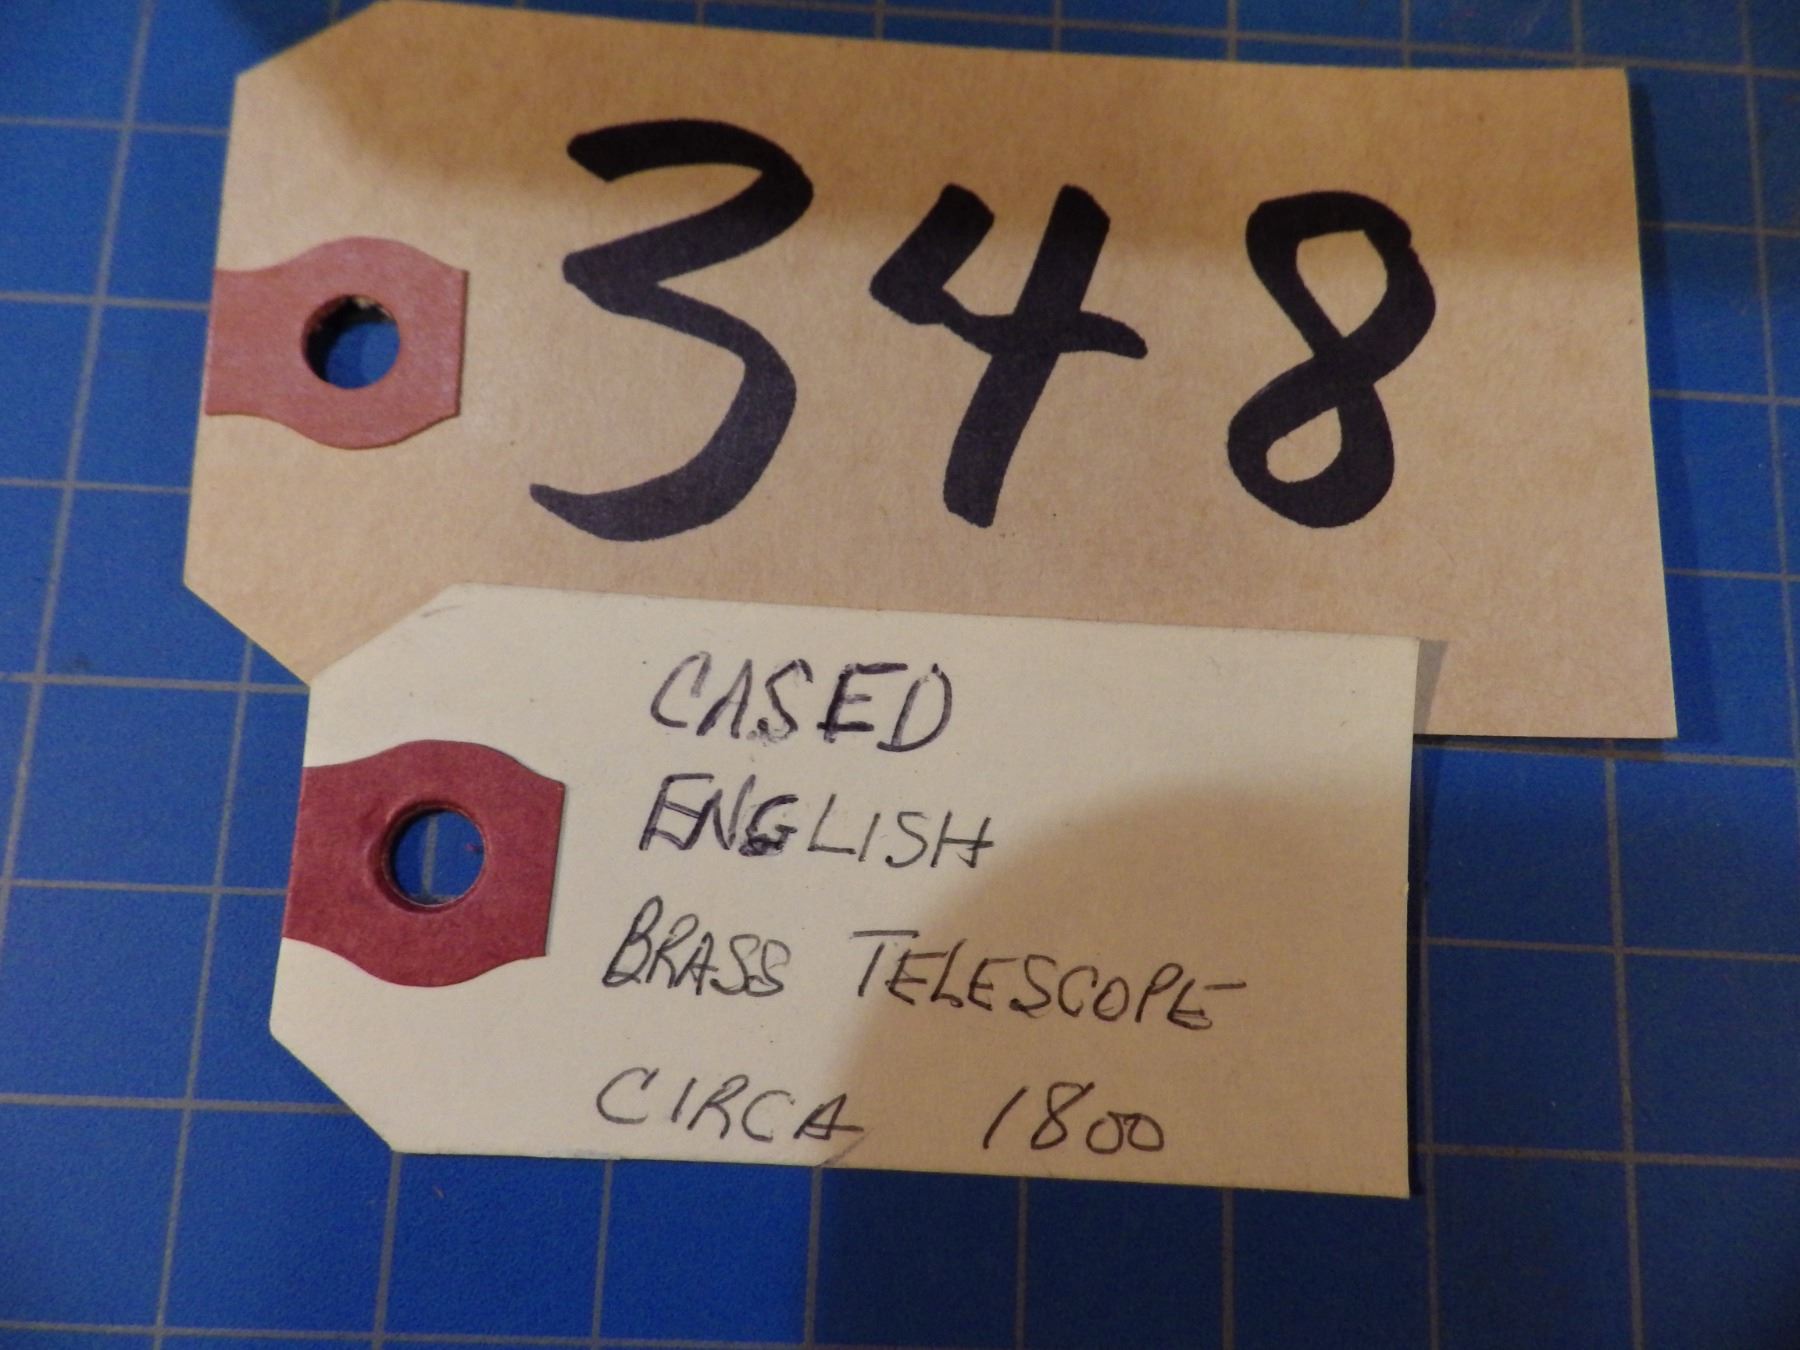 348
CASED
ENGLISH
BRASS TELESCOPE
CIRCA 1800